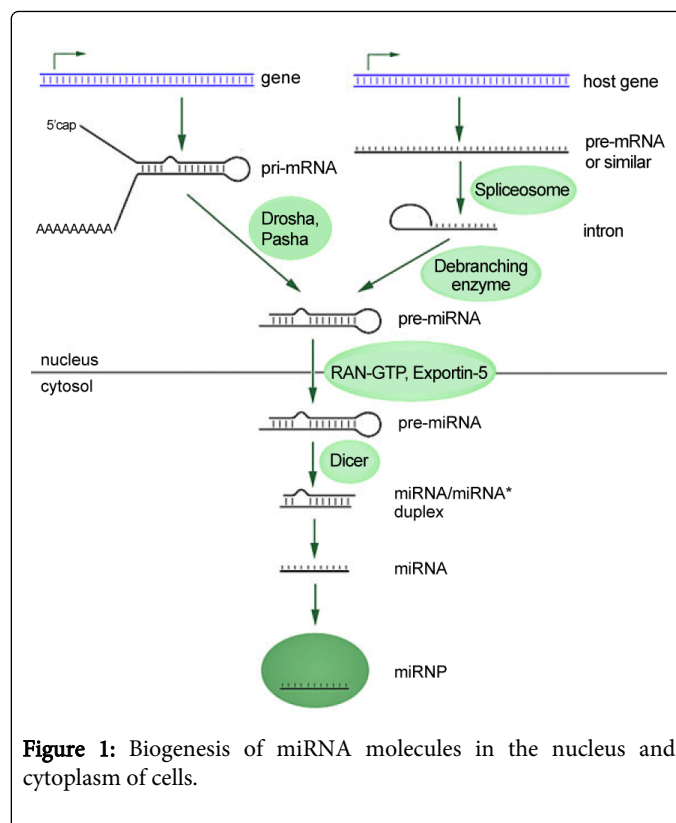 gene
host gene
5'cap
pri-mRNA
pre-mRNA
or similar
Spliceosome
AAAAAAAAA
Drosha,
Pasha
intron
Debranching
enzyme
pre-miRNA
nucleus
cytosol
RAN-GTP, Exportin-5
pre-miRNA
Dicer
miRNA/miRNA*
duplex
miRNA
miRNP
Figure 1: Biogenesis of miRNA molecules in the nucleus and
cytoplasm of cells.